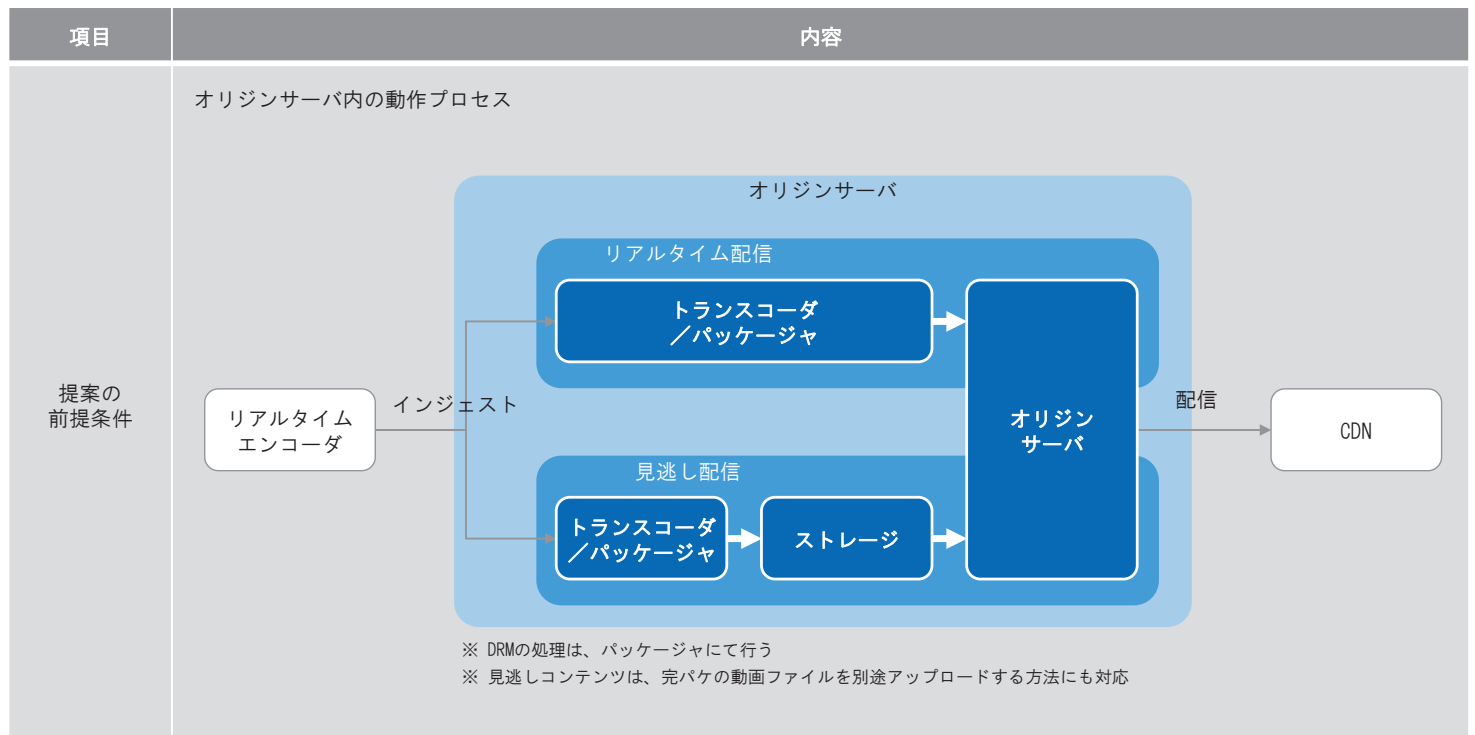 項目
内容
提案の
前提条件
オリジンサーバ内の動作プロセス
オリジンサーバ
リアルタイム配信
トランスコーダ
／パッケージャ
リアルタイム
エンコーダ
インジェスト
オリジン
サーバ
配信
CDN
見逃し配信
トランスコーダ
／パッケージャ
ストレージ
※ DRMの処理は、パッケージャにて行う
※ 見逃しコンテンツは、完パケの動画ファイルを別途アップロードする方法にも対応